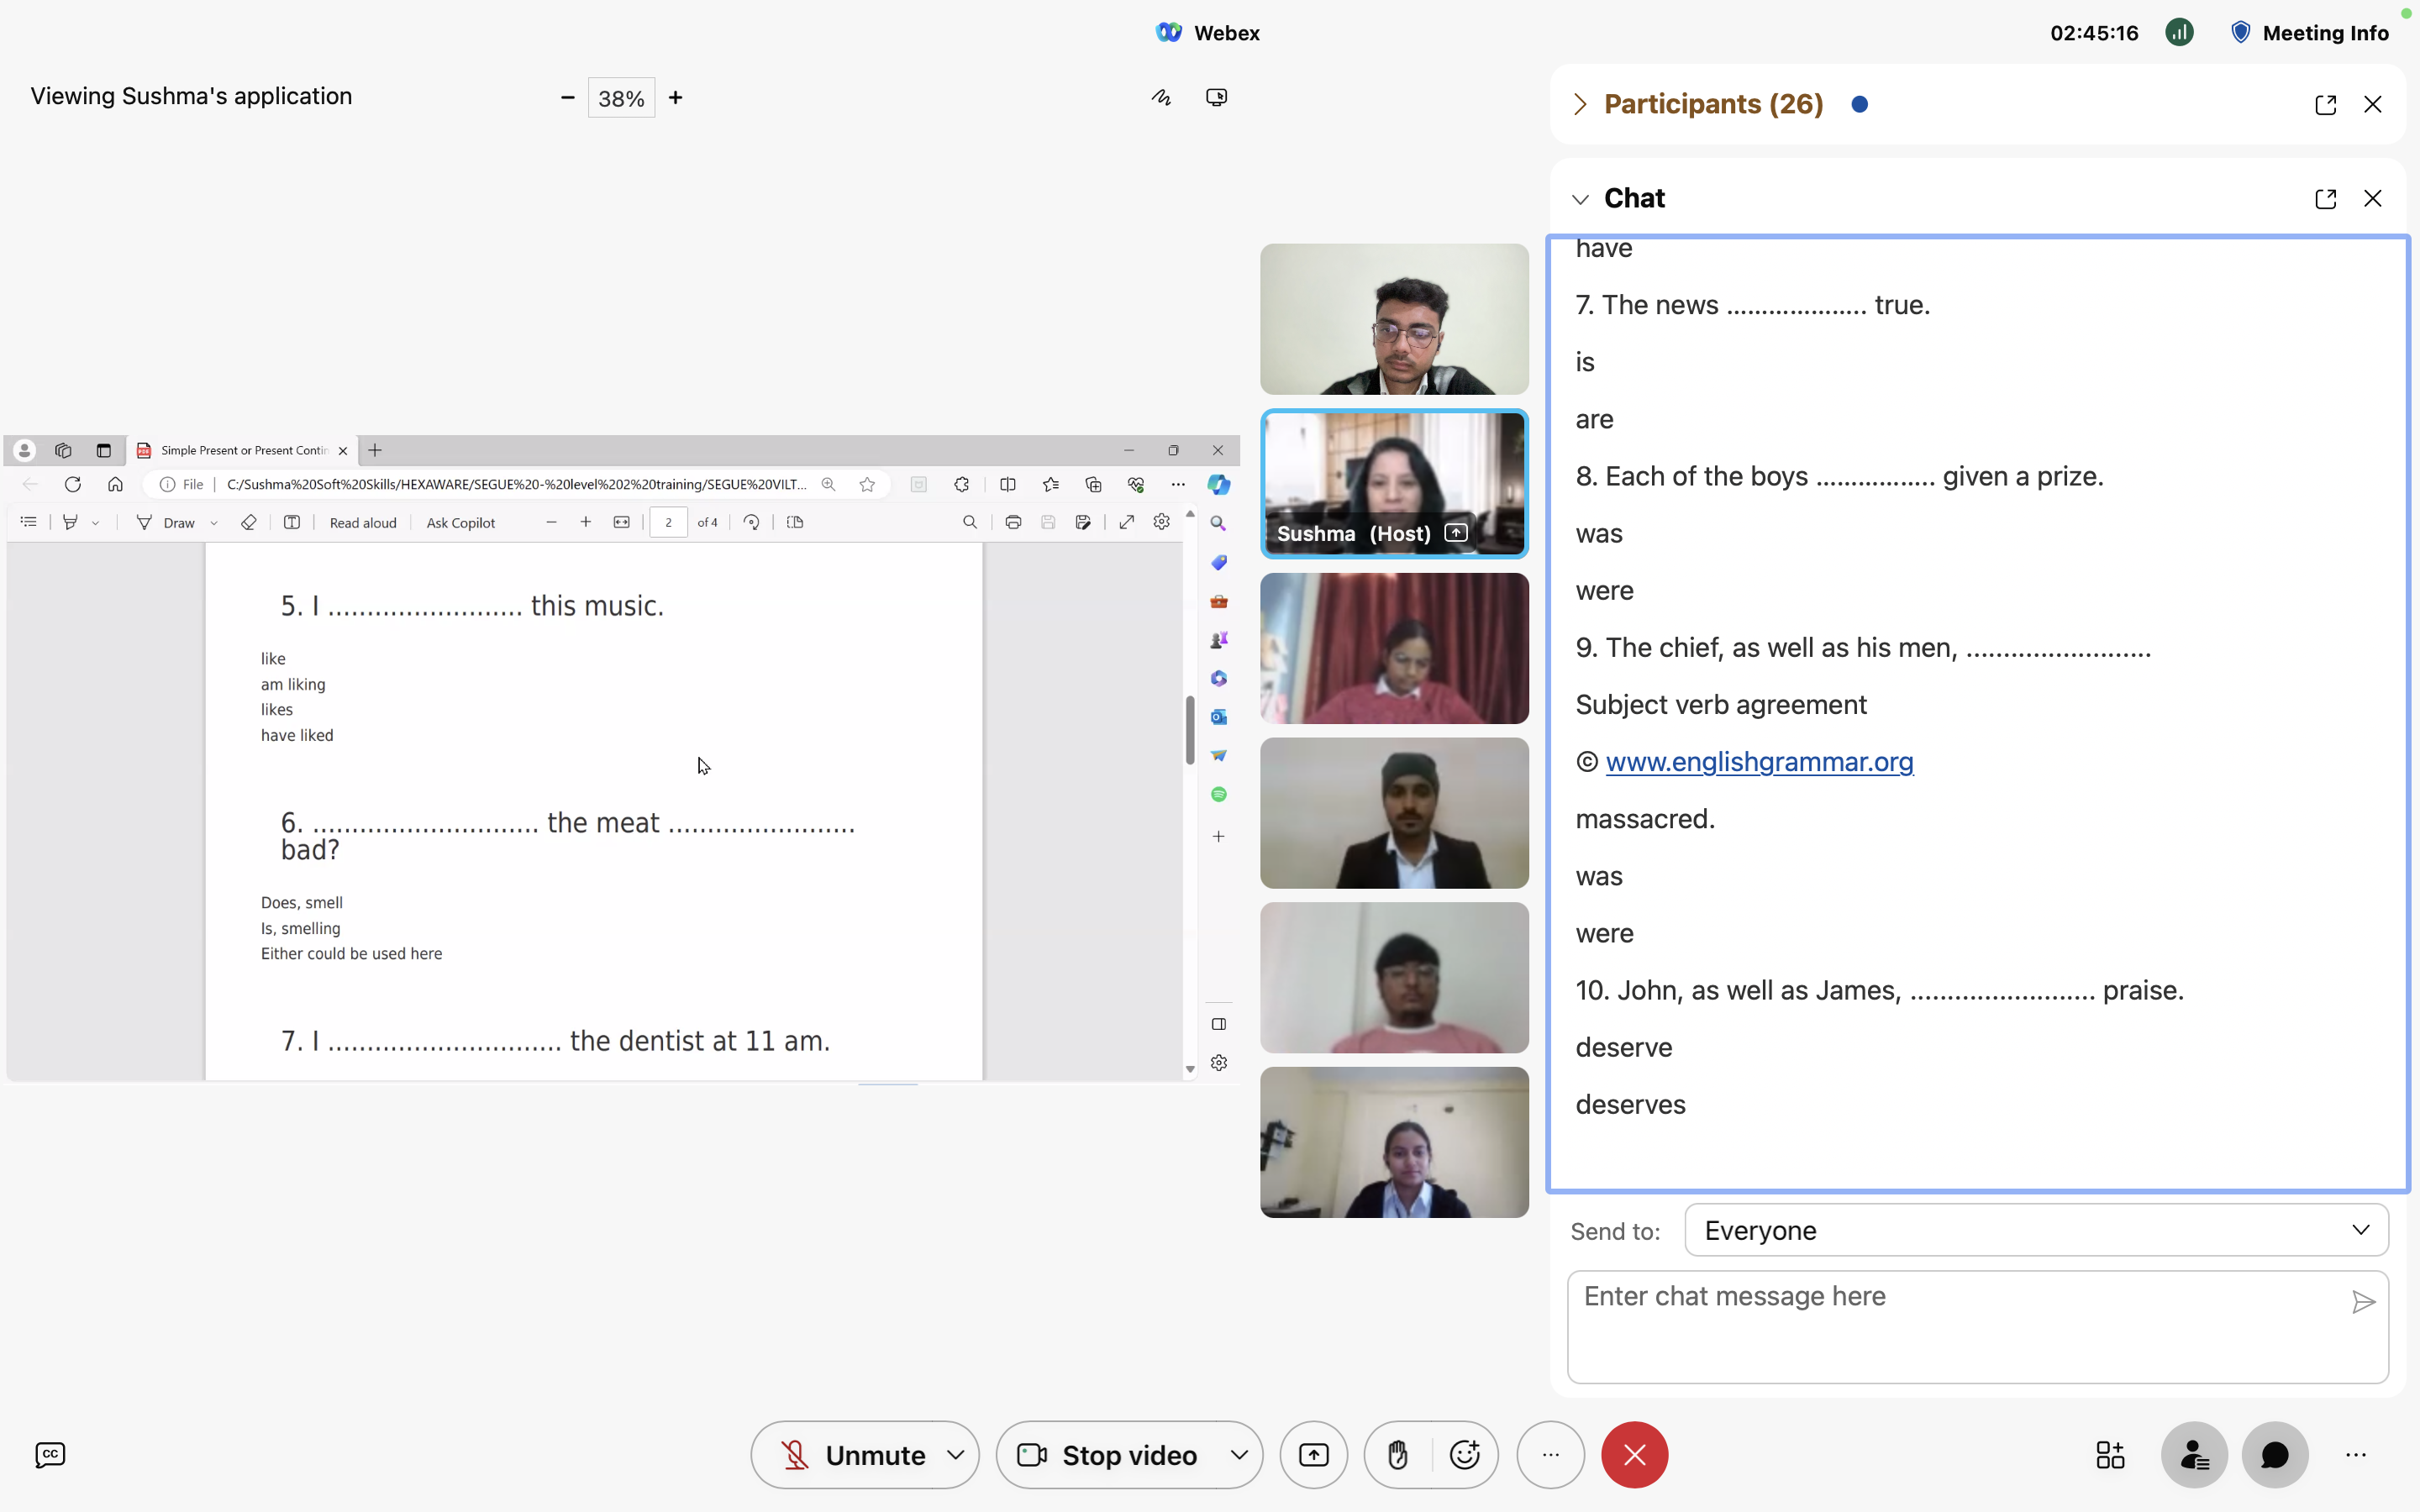 Webex
02:45:16
Meeting Info
Viewing Sushma's application
38%
Participants (26)
Chat
Simple Present or Present Contin
File
C:/Sushma%20Soft%20Skills/HEXAWARE/SEGUE%20-%20level%202%20training/SEGUE%20VILT...
Draw
Read aloud
Ask Copilot
2
of 4
5. I ......................... this music.
like
am liking
likes
have liked
6. ............................. the meat ........................
bad?
Does, smell
Is, smelling
Either could be used here
7. I .............................. the dentist at 11 am.
Sushma (Host)
have
7. The news .................... true.
is
are
8. Each of the boys ................ given a prize.
was
were
9. The chief, as well as his men, .........................
Subject verb agreement
© www.englishgrammar.org
massacred.
was
were
10. John, as well as James, ......................... praise.
deserve
deserves
Send to:
Everyone
Enter chat message here
CC
Unmute
Stop video